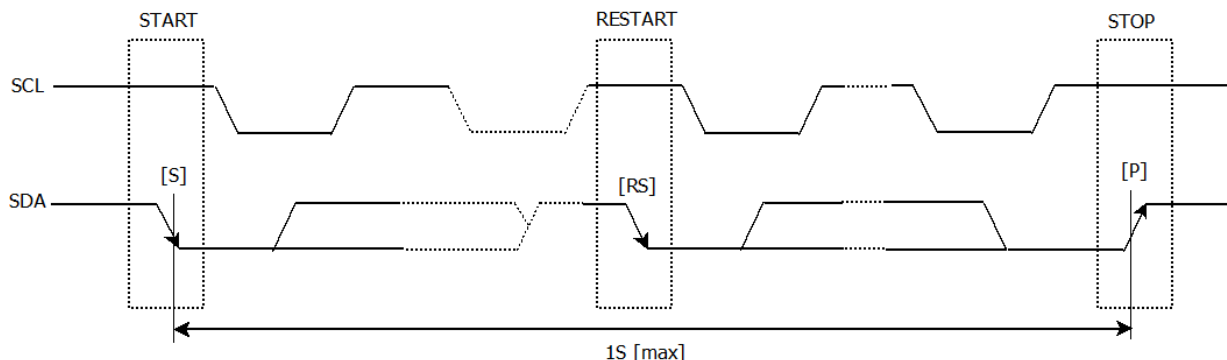 START RESTART STOP
SCL
[S] [RS] [P]
SDA
1S [max]